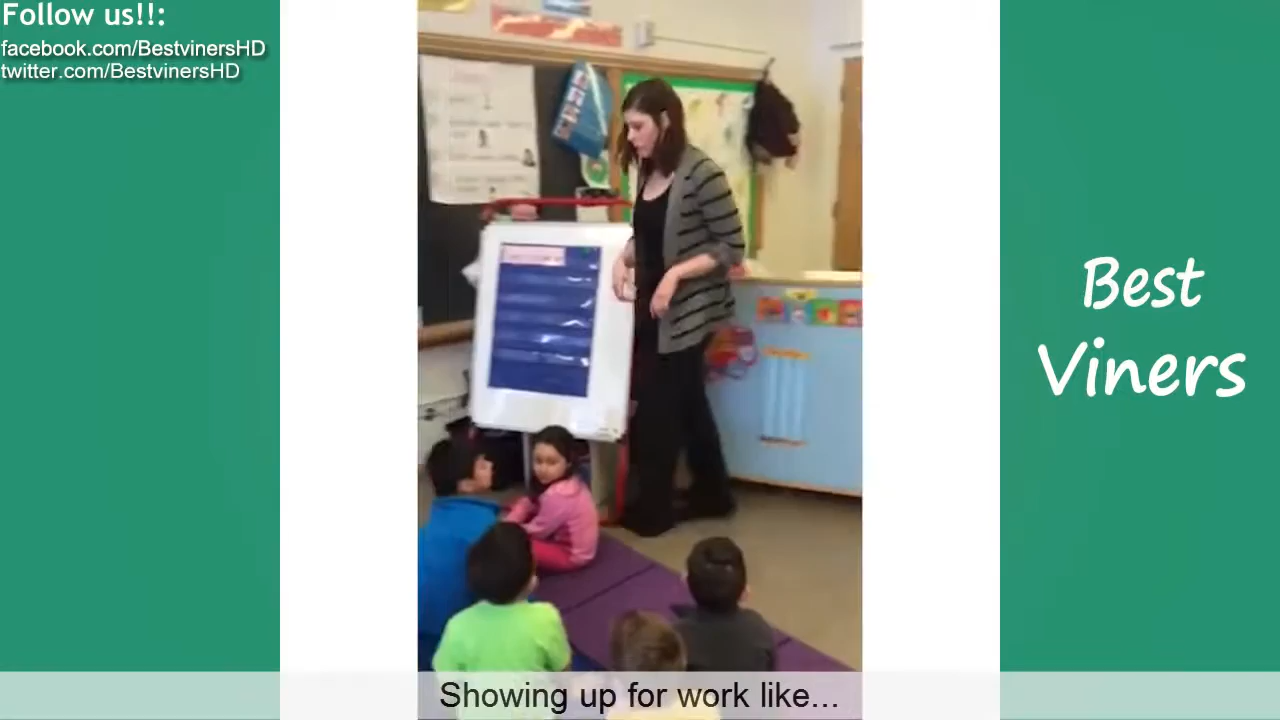 Follow us!!:
facebook.com/BestvinersHD
twitter.com/BestvinersHD
Best
Viners
Showing up for work like...